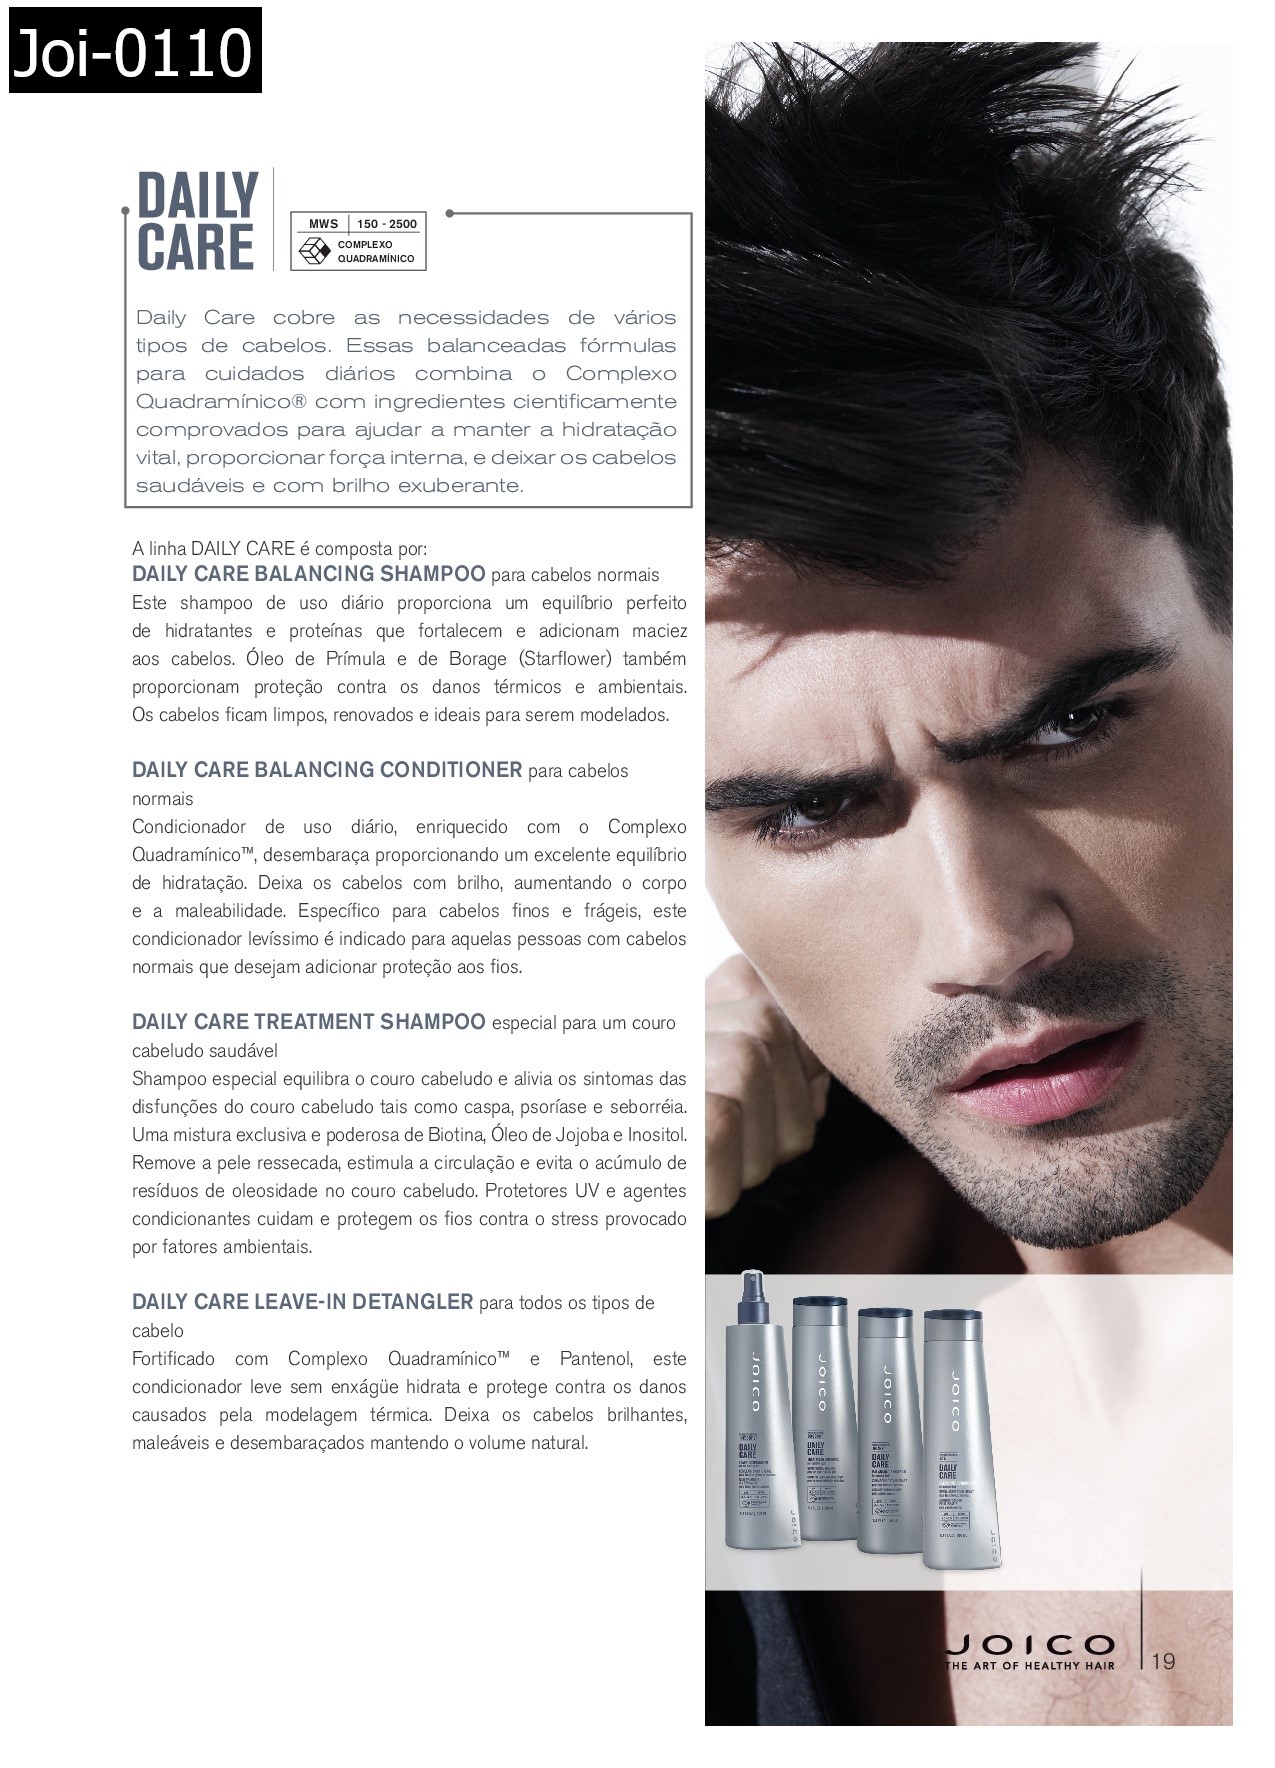 Joi-0110
DAILY
CARE
MWS 150 - 2500
COMPLEXO
QUADRAMÍNICO
Daily Care cobre as necessidades de vários
tipos de cabelos. Essas balanceadas fórmulas
para cuidados diários combina o Complexo
Quadramínico® com ingredientes cientificamente
comprovados para ajudar a manter a hidratação
vital, proporcionar força interna, e deixar os cabelos
saudáveis e com brilho exuberante.
A linha DAILY CARE é composta por:
DAILY CARE BALANCING SHAMPOO para cabelos normais
Este shampoo de uso diário proporciona um equilíbrio perfeito
de hidratantes e proteínas que fortalecem e adicionam maciez
aos cabelos. Óleo de Prímula e de Borage (Starflower) também
proporcionam proteção contra os danos térmicos e ambientais.
Os cabelos ficam limpos, renovados e ideais para serem modelados.
DAILY CARE BALANCING CONDITIONER para cabelos
normais
Condicionador de uso diário, enriquecido com o Complexo
Quadramínico™, desembaraça proporcionando um excelente equilíbrio
de hidratação. Deixa os cabelos com brilho, aumentando o corpo
e a maleabilidade. Específico para cabelos finos e frágeis, este
condicionador levíssimo é indicado para aquelas pessoas com cabelos
normais que desejam adicionar proteção aos fios.
DAILY CARE TREATMENT SHAMPOO especial para um couro
cabeludo saudável
Shampoo especial equilibra o couro cabeludo e alivia os sintomas das
disfunções do couro cabeludo tais como caspa, psoríase e seborréia.
Uma mistura exclusiva e poderosa de Biotina, Óleo de Jojoba e Inositol.
Remove a pele ressecada, estimula a circulação e evita o acúmulo de
resíduos de oleosidade no couro cabeludo. Protetores UV e agentes
condicionantes cuidam e protegem os fios contra o stress provocado
por fatores ambientais.
DAILY CARE LEAVE-IN DETANGLER para todos os tipos de
cabelo
Fortificado com Complexo Quadramínico™ e Pantenol, este
condicionador leve sem enxágüe hidrata e protege contra os danos
causados pela modelagem térmica. Deixa os cabelos brilhantes,
maleáveis e desembaraçados mantendo o volume natural.
JOICO
DAILY
CARE
JOICO
DAILY
CARE
JOICO
JOICO
DAILY
CARE
JOICO
DAILY
CARE
JOICO
JOICO
THE ART OF HEALTHY HAIR
19